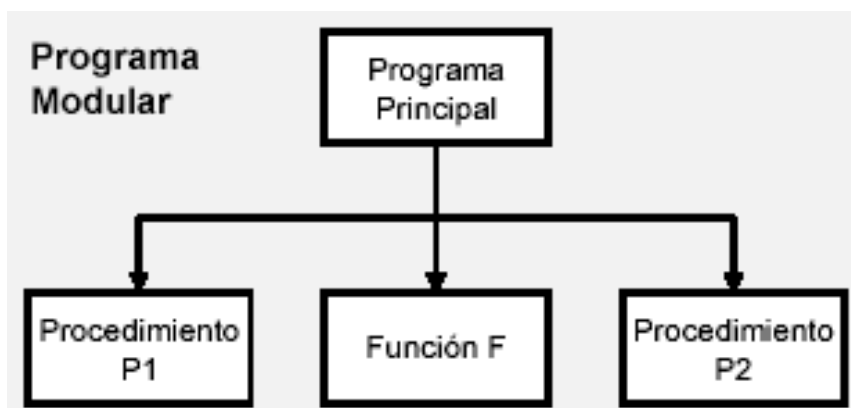 Programa
Modular
Programa
Principal
Procedimiento
P1
Función F
Procedimiento
P2